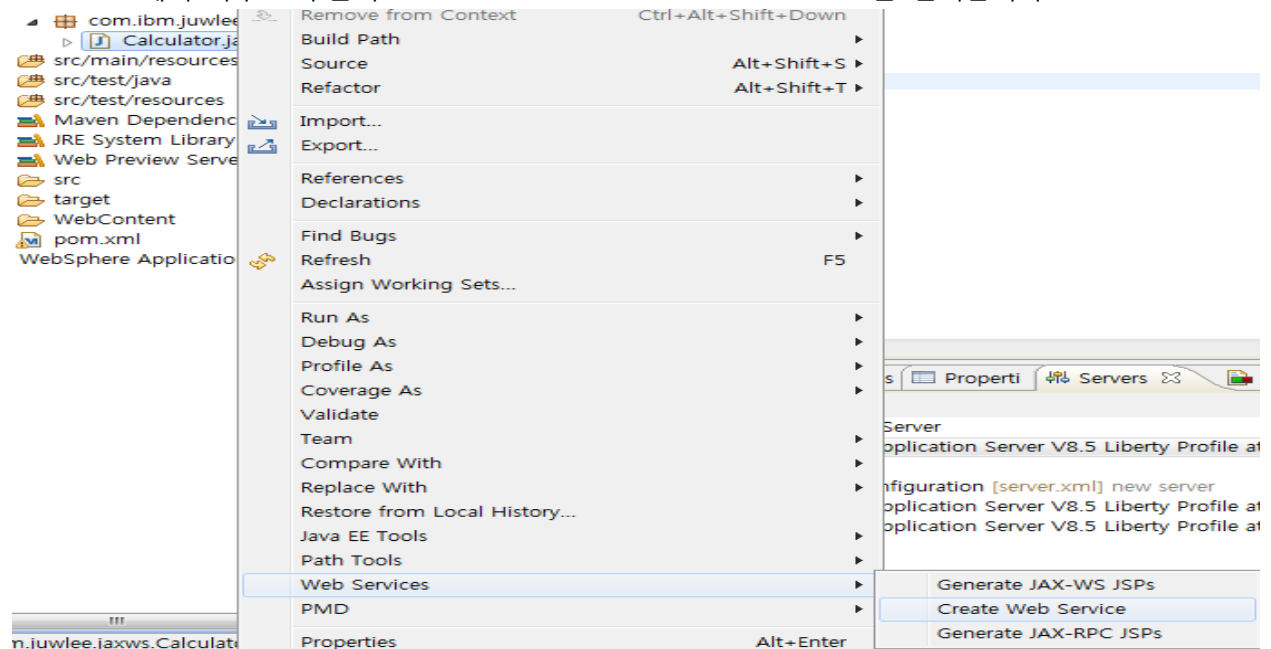 com.ibm.juwlee
Calculator.ja
src/main/resources
src/test/java
src/test/resources
Maven Dependenc
JRE System Library
Web Preview Serve
src
target
WebContent
pom.xml
WebSphere Applicatio
m.juwlee.jaxws.Calculat
Remove from Context Ctrl+Alt+Shift+Down
Build Path
Source Alt+Shift+S
Refactor Alt+Shift+T
Import...
Export...
References
Declarations
Find Bugs
Refresh F5
Assign Working Sets...
Run As
Debug As
Profile As
Coverage As
Validate
Team
Compare With
Replace With
Restore from Local History...
Java EE Tools
Path Tools
Web Services
PMD
Properties Alt+Enter
Generate JAX-WS JSPs
Create Web Service
Generate JAX-RPC JSPs
s Properti Servers
Server
pplication Server V8.5 Liberty Profile at
nfiguration [server.xml] new server
pplication Server V8.5 Liberty Profile at
pplication Server V8.5 Liberty Profile at